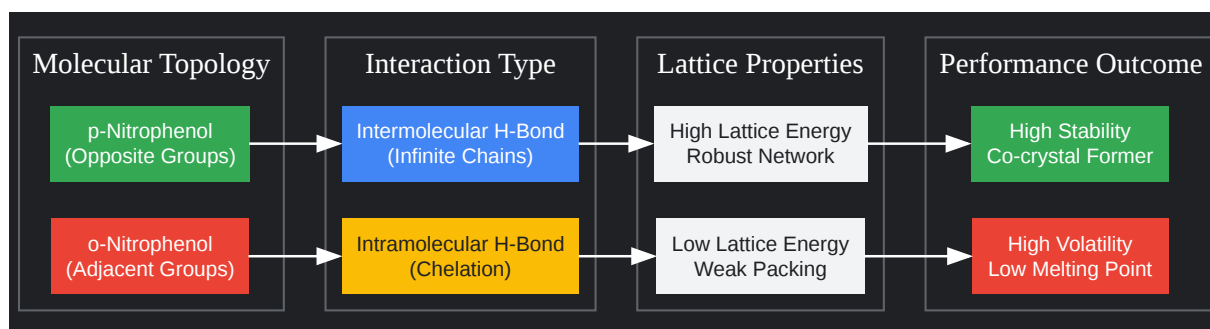 Molecular Topology
p-Nitrophenol
(Opposite Groups)
o-Nitrophenol
(Adjacent Groups)
Interaction Type
Intermolecular H-Bond
(Infinite Chains)
Intramolecular H-Bond
(Chelation)
Lattice Properties
High Lattice Energy
Robust Network
Low Lattice Energy
Weak Packing
Performance Outcome
High Stability
Co-crystal Former
High Volatility
Low Melting Point